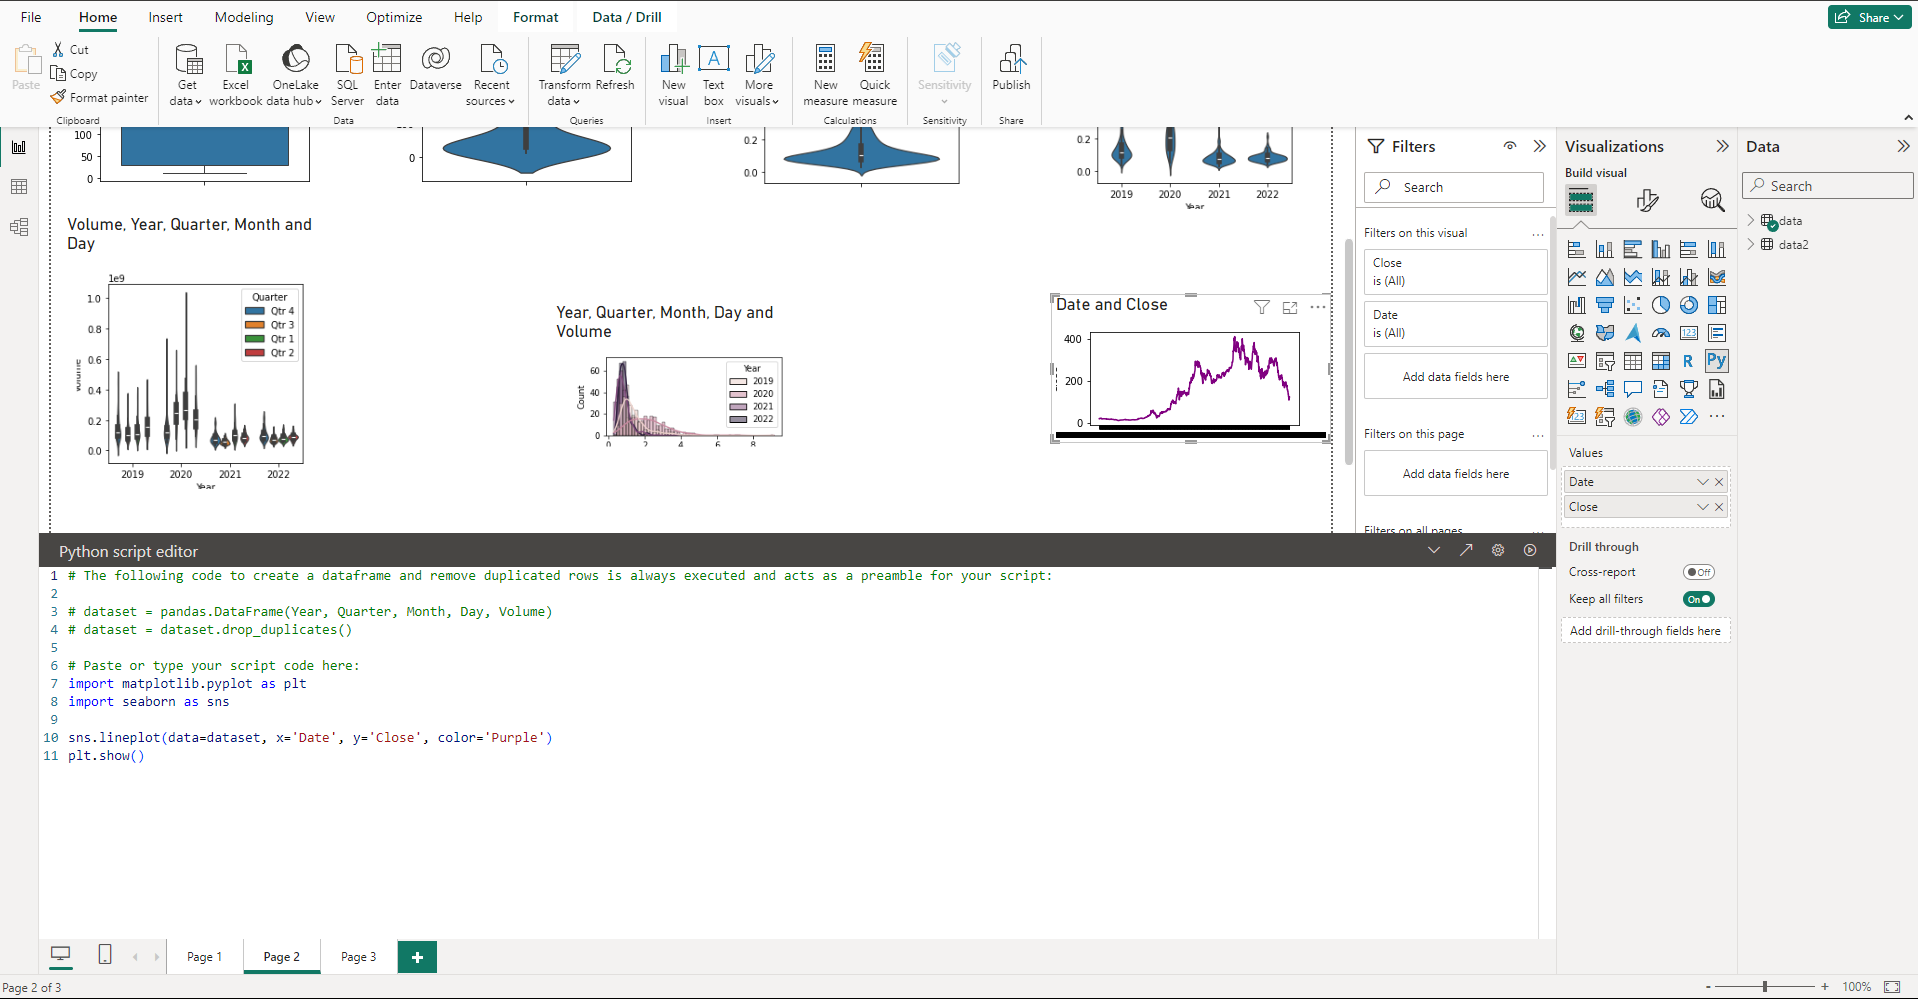 File Home Insert Modeling View Optimize Help Format Data / Drill Share
Paste Cut
Copy
Format painter
Clipboard
Get data
Excel workbook
OneLake data hub
SQL Server
Enter data
Dataverse
Recent sources
Data
Transform data
Refresh
Queries
New visual
Text box
More visuals
Insert
New measure
Quick measure
Calculations
Sensitivity
Sensitivity
Publish
Share
100
50
0
0
0.2
0.0
0.2
0.0
2019 2020 2021 2022
Year
Volume, Year, Quarter, Month and
Day
1e9
1.0
0.8
0.6
0.4
0.2
0.0
Quarter
Qtr 4
Qtr 3
Qtr 1
Qtr 2
2019 2020 2021 2022
Year
Year, Quarter, Month, Day and
Volume
Count
60
40
20
0
Year
2019
2020
2021
2022
0 2 4 6 8
Date and Close
400
200
0
Filters
Search
Filters on this visual ...
Close
is (All)
Date
is (All)
Add data fields here
Filters on this page ...
Add data fields here
Filters on all pages
Visualizations
Build visual
R Py
123
Values
Date
Close
Drill through
Cross-report Off
Keep all filters On
Add drill-through fields here
Data
Search
data
data2
Python script editor
1 # The following code to create a dataframe and remove duplicated rows is always executed and acts as a preamble for your script:
2
3 # dataset = pandas.DataFrame(Year, Quarter, Month, Day, Volume)
4 # dataset = dataset.drop_duplicates()
5
6 # Paste or type your script code here:
7 import matplotlib.pyplot as plt
8 import seaborn as sns
9
10 sns.lineplot(data=dataset, x='Date', y='Close', color='Purple')
11 plt.show()
Page 1 Page 2 Page 3 +
Page 2 of 3
- + 100%